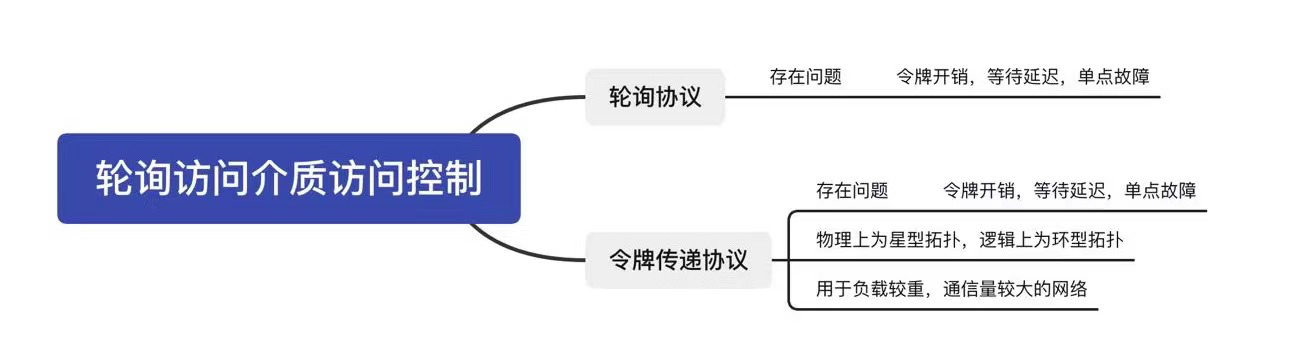 轮询访问介质访问控制
轮询协议
存在问题 令牌开销，等待延迟，单点故障
令牌传递协议
存在问题 令牌开销，等待延迟，单点故障
物理上为星型拓扑，逻辑上为环型拓扑
用于负载较重，通信量较大的网络